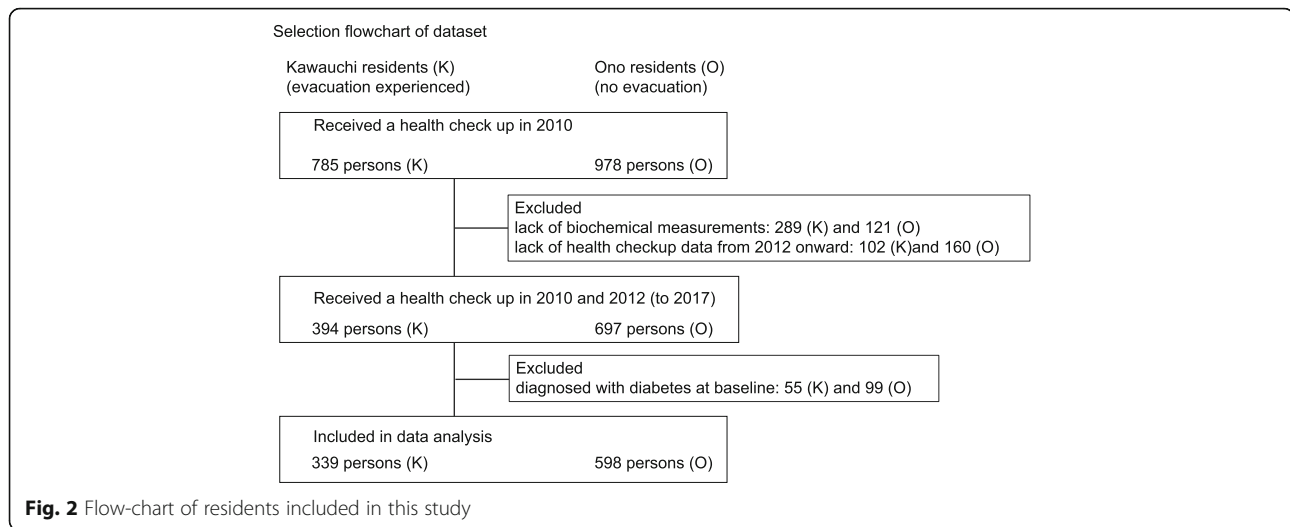 Selection flowchart of dataset
Kawauchi residents (K) Ono residents (O)
(evacuation experienced) (no evacuation)
Received a health check up in 2010
785 persons (K) 978 persons (O)
Excluded
lack of biochemical measurements: 289 (K) and 121 (O)
lack of health checkup data from 2012 onward: 102 (K)and 160 (O)
Received a health check up in 2010 and 2012 (to 2017)
394 persons (K) 697 persons (O)
Excluded
diagnosed with diabetes at baseline: 55 (K) and 99 (O)
Included in data analysis
339 persons (K) 598 persons (O)
Fig. 2 Flow-chart of residents included in this study